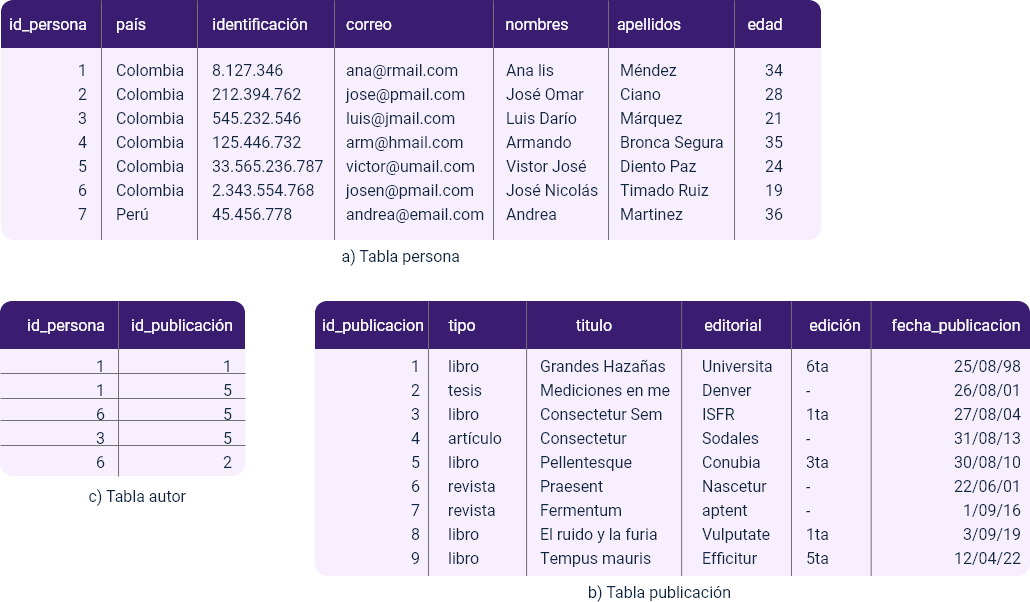 id_persona país identificación correo nombres apellidos edad
1 Colombia 8.127.346 ana@rmail.com Ana lis Méndez 34
2 Colombia 212.394.762 jose@pmail.com José Omar Ciano 28
3 Colombia 545.232.546 luis@jmail.com Luis Darío Márquez 21
4 Colombia 125.446.732 arm@hmail.com Armando Bronca Segura 35
5 Colombia 33.565.236.787 victor@umail.com Vistor José Diento Paz 24
6 Colombia 2.343.554.768 josen@pmail.com José Nicolás Timado Ruiz 19
7 Perú 45.456.778 andrea@email.com Andrea Martinez 36
a) Tabla persona
id_persona id_publicación
1 1
1 5
6 5
3 5
6 2
c) Tabla autor
id_publicacion tipo titulo editorial edición fecha_publicacion
1 libro Grandes Hazañas Universita 6ta 25/08/98
2 tesis Mediciones en me Denver - 26/08/01
3 libro Consectetur Sem ISFR 1ta 27/08/04
4 artículo Consectetur Sodales - 31/08/13
5 libro Pellentesque Conubia 3ta 30/08/10
6 revista Praesent Nascetur - 22/06/01
7 revista Fermentum aptent - 1/09/16
8 libro El ruido y la furia Vulputate 1ta 3/09/19
9 libro Tempus mauris Efficitur 5ta 12/04/22
b) Tabla publicación